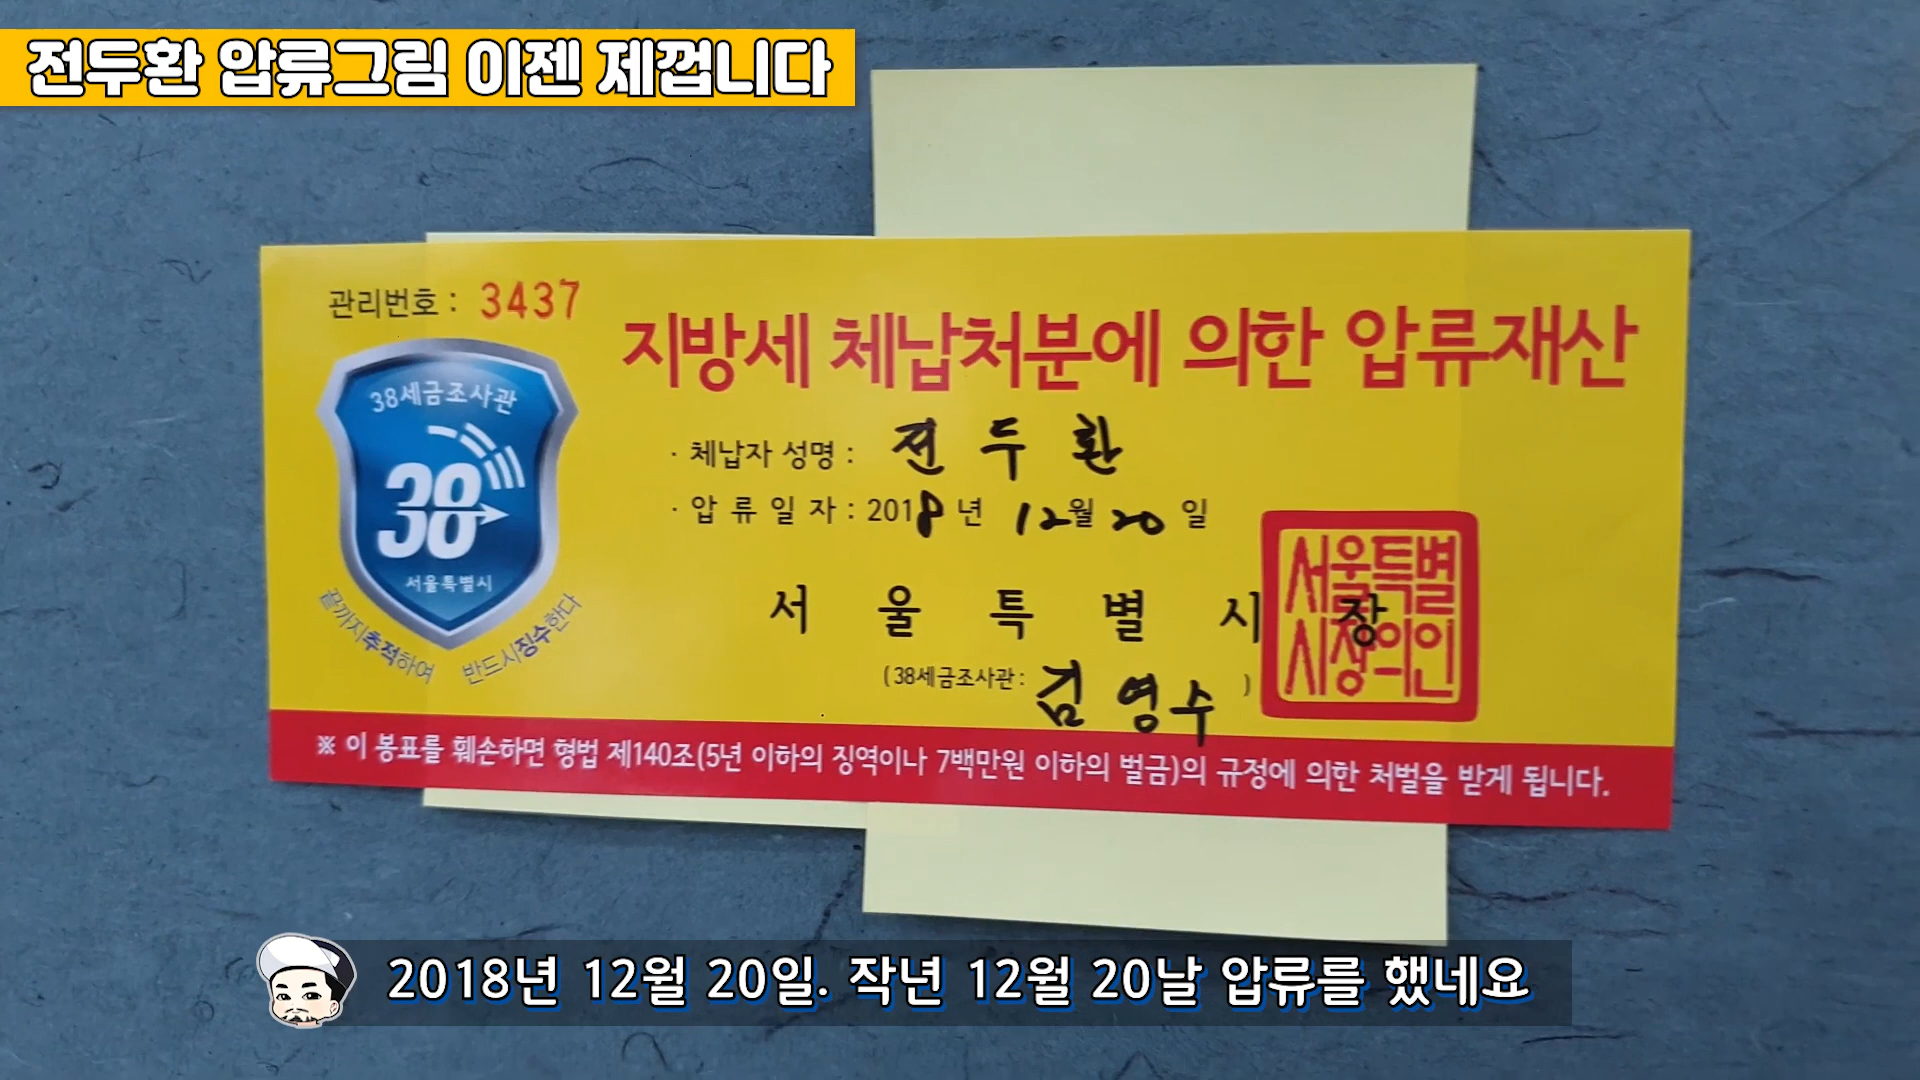 전두환 압류그림 이젠 제껍니다
관리번호 : 3437
지방세 체납처분에 의한 압류재산
38세금조사관
38
서울특별시
끝까지추적하여 반드시징수한다
· 체납자 성명 : 전 두 환
· 압 류 일 자 : 2018 년 12월 20 일
서 울 특 별 시 장
서울특별
시장의인
(38세금조사관 : 김 영 수 )
※ 이 봉표를 훼손하면 형법 제140조(5년 이하의 징역이나 7백만원 이하의 벌금)의 규정에 의한 처벌을 받게 됩니다.
2018년 12월 20일. 작년 12월 20날 압류를 했네요